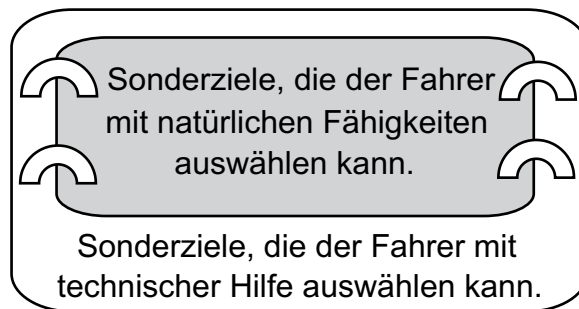 Sonderziele, die der Fahrer
mit natürlichen Fähigkeiten
auswählen kann.
Sonderziele, die der Fahrer mit
technischer Hilfe auswählen kann.